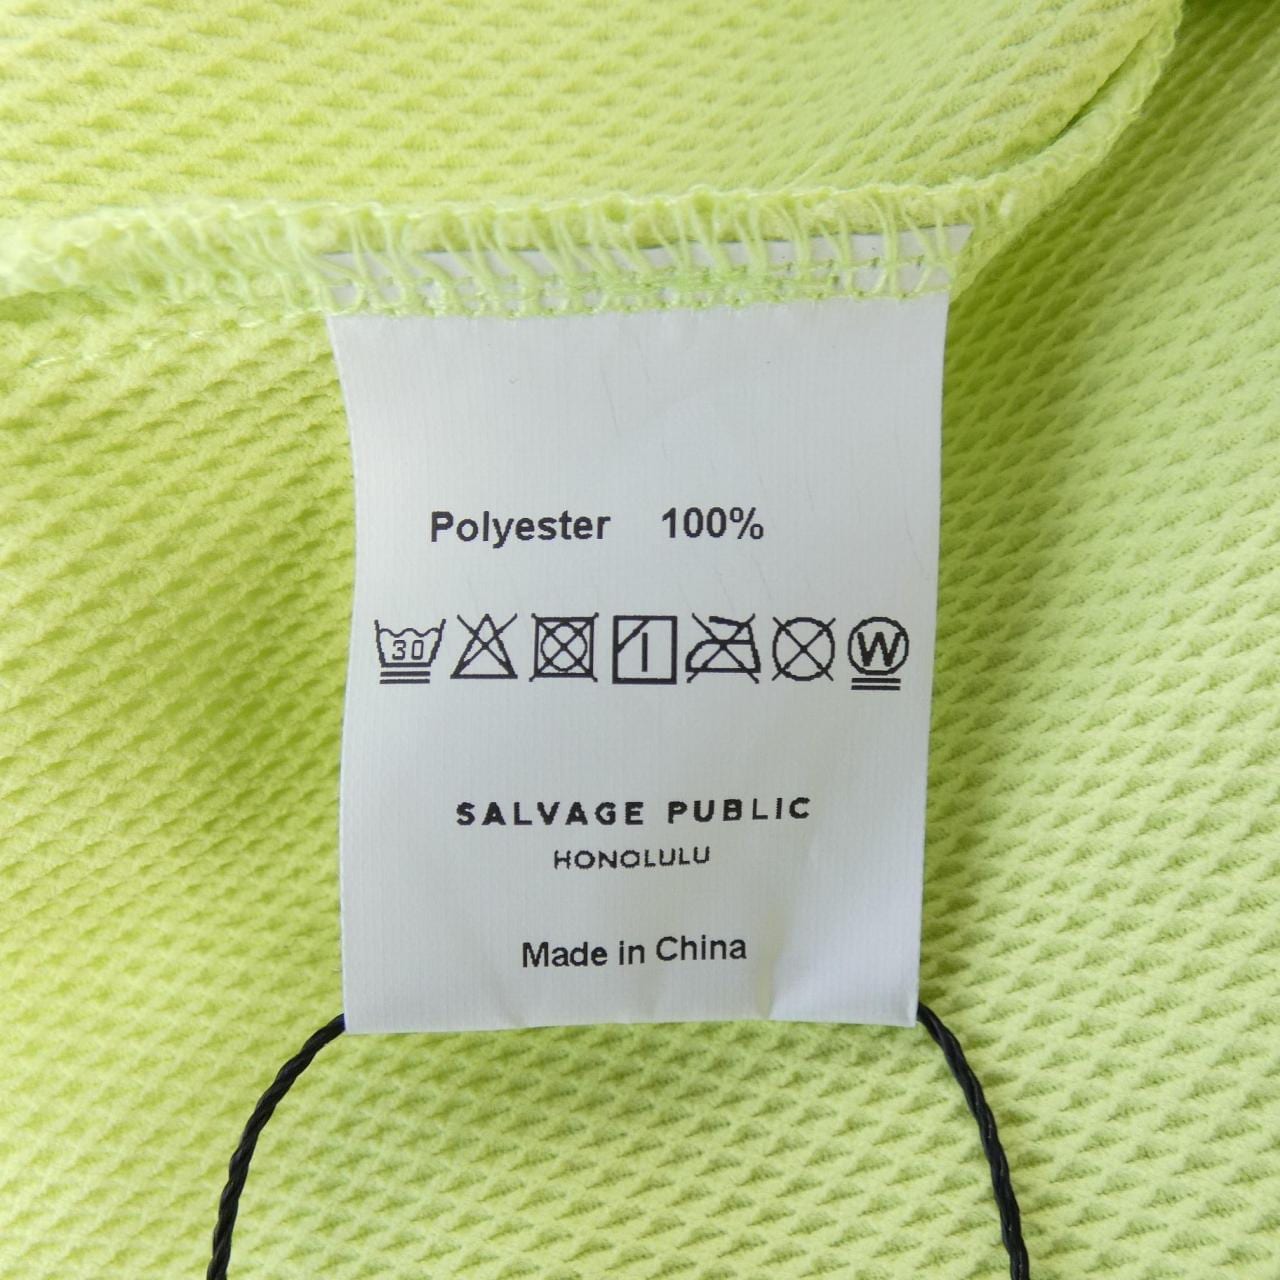 Polyester 100%
30 W
SALVAGE PUBLIC
HONOLULU
Made in China